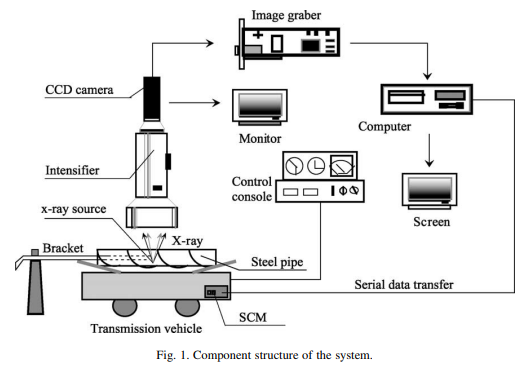 Image graber
CCD camera
Monitor
Computer
Intensifier
Control
console
x-ray source
Screen
X-ray
Bracket
Steel pipe
Serial data transfer
SCM
Transmission vehicle
Fig. 1. Component structure of the system.